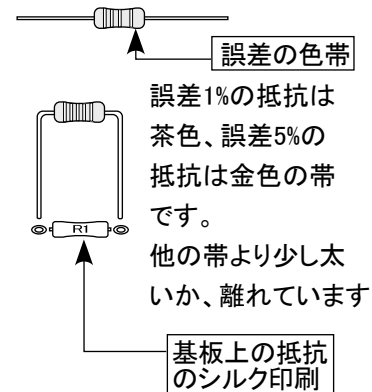 誤差の色帯
誤差1%の抵抗は
茶色、誤差5%の
抵抗は金色の帯
です。
他の帯より少し太
いか、離れています
R1
基板上の抵抗
のシルク印刷